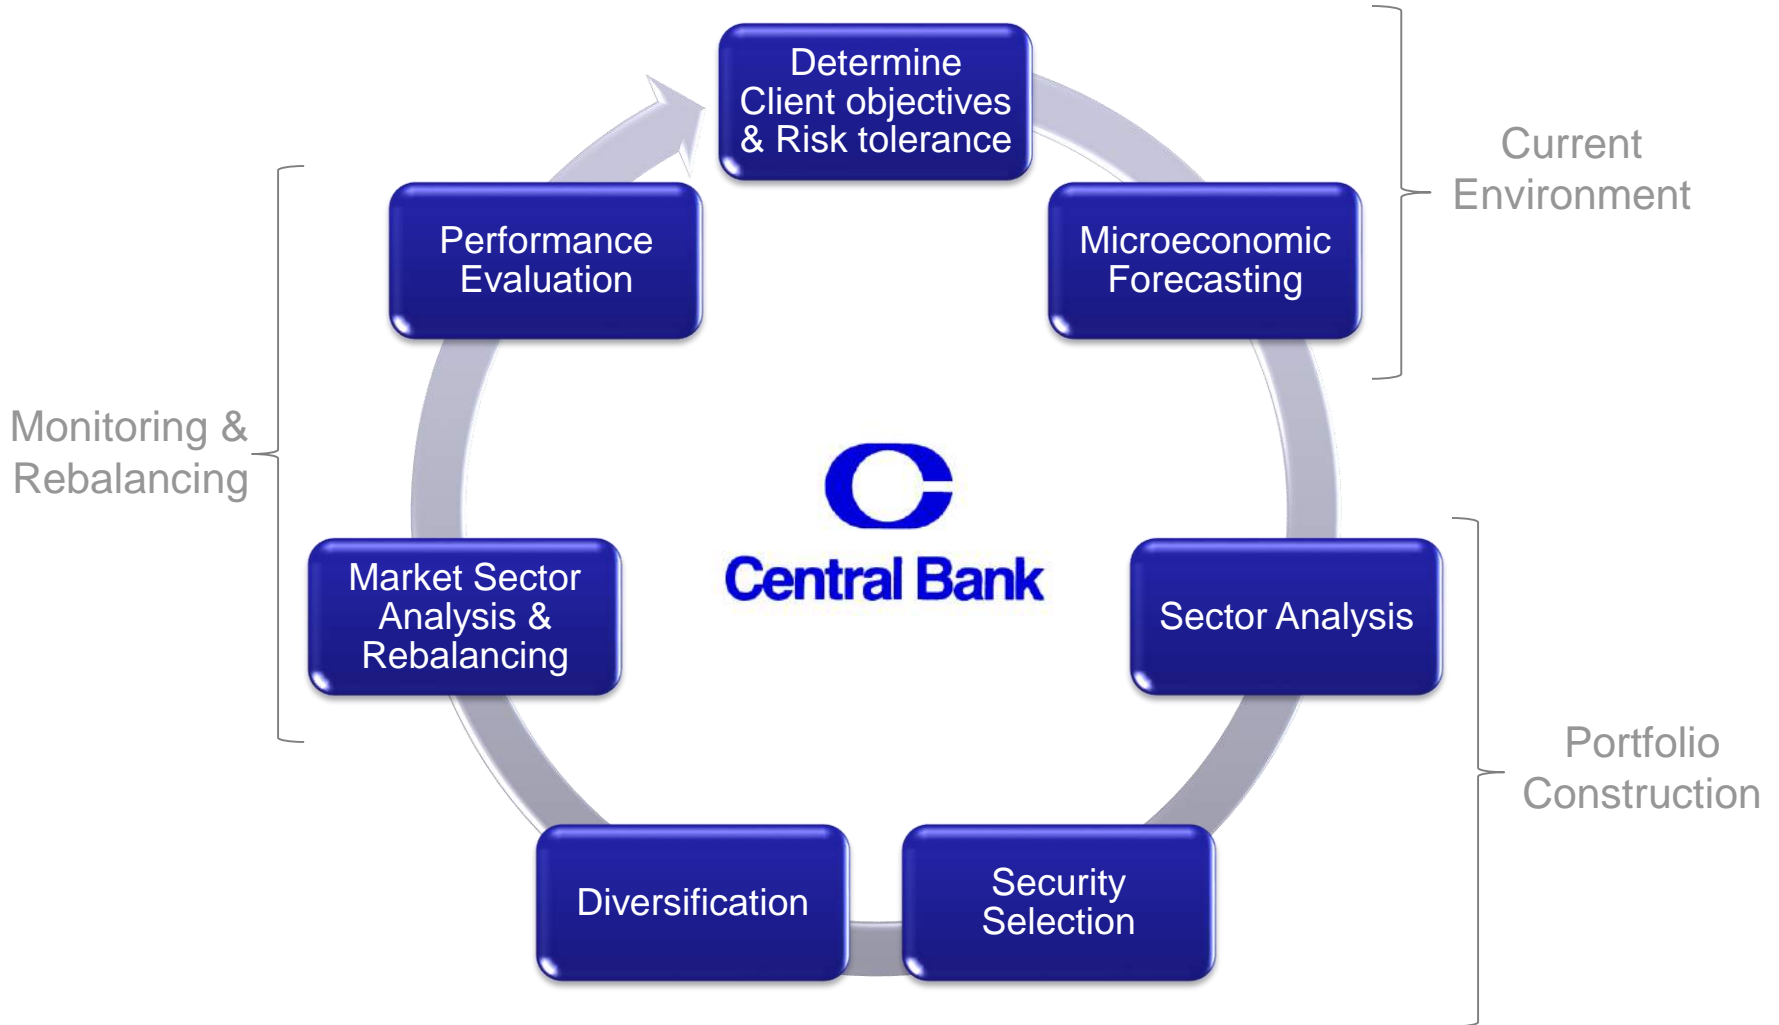 Determine
Client objectives
& Risk tolerance
Current
Environment
Performance
Evaluation
Microeconomic
Forecasting
Monitoring &
Rebalancing
Central Bank
Market Sector
Analysis &
Rebalancing
Sector Analysis
Portfolio
Construction
Diversification
Security
Selection